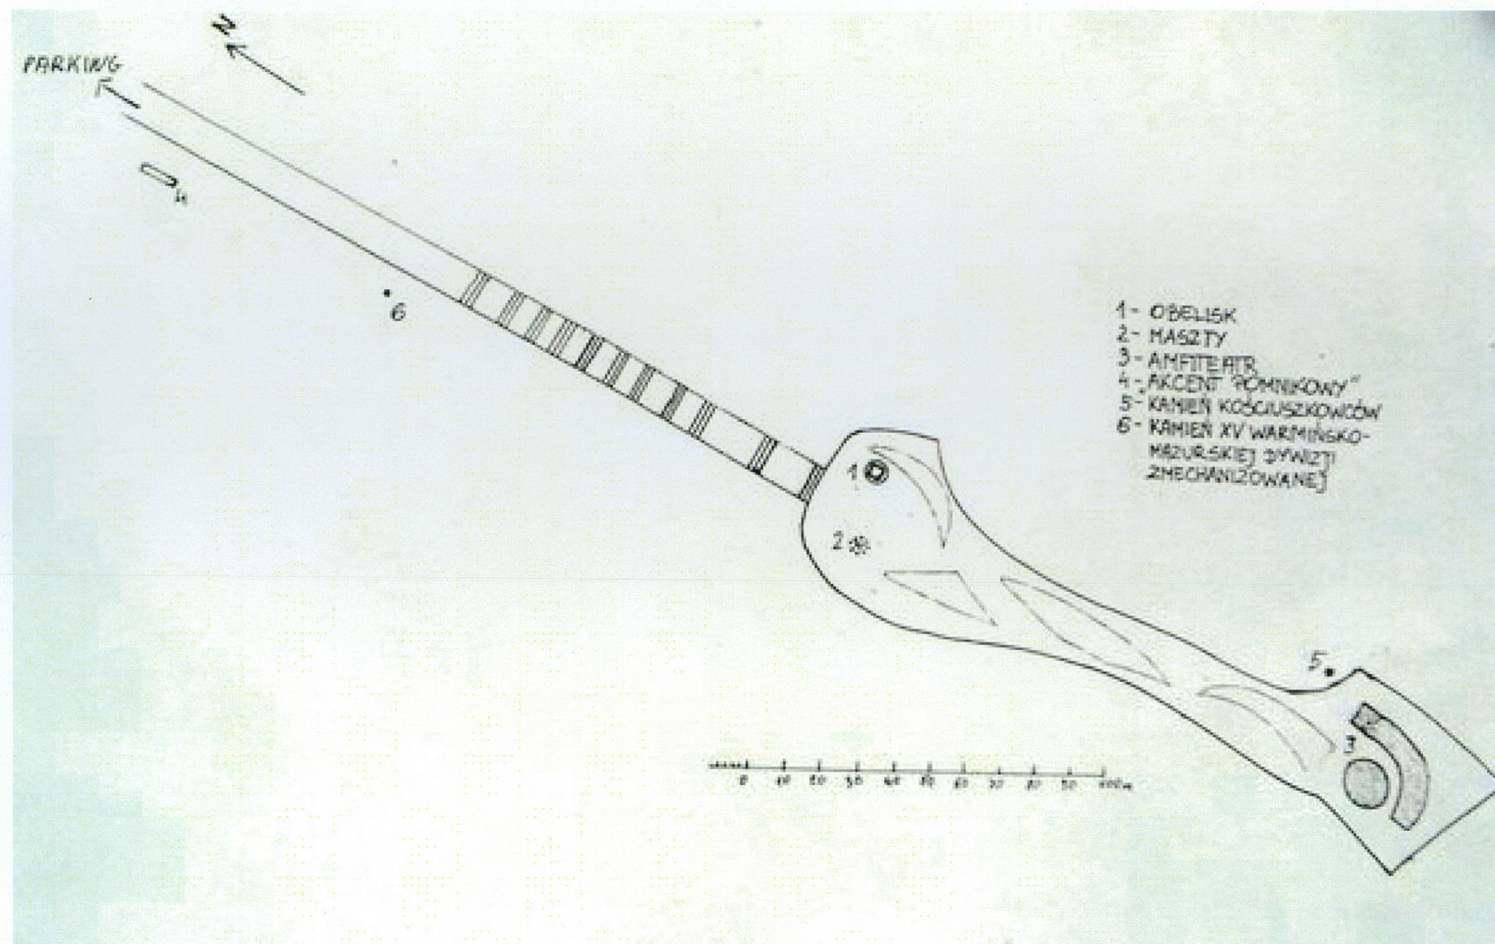 N
PARKING
4
6
1 - OBELISK
2 - MASZTY
3 - AMFITEATR
4 - „AKCENT POMNIKOWY"
5 - KAMIEŃ KOŚCIUSZKOWCÓW
6 - KAMIEŃ XV WARMIŃSKO-
MAZURSKIEJ DYWIZJI
ZMECHANIZOWANEJ
1
2
5
3
0 10 20 30 40 50 60 70 80 90 100m